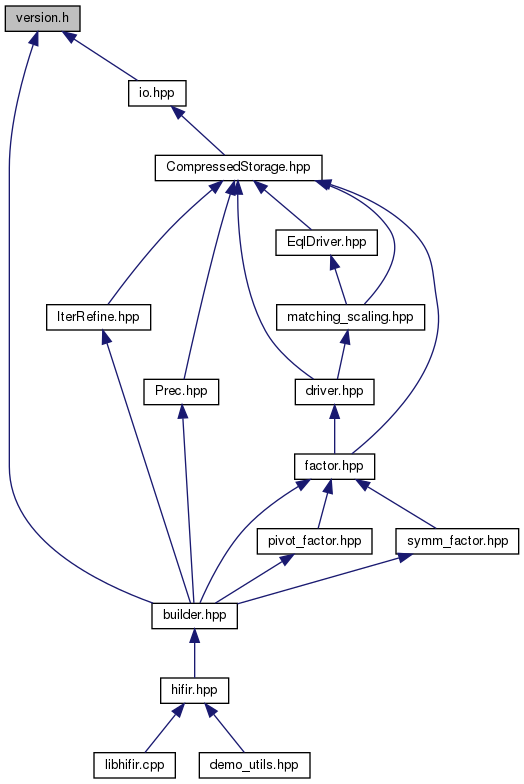 version.h
io.hpp
CompressedStorage.hpp
EqlDriver.hpp
IterRefine.hpp
matching_scaling.hpp
Prec.hpp
driver.hpp
factor.hpp
pivot_factor.hpp
symm_factor.hpp
builder.hpp
hifir.hpp
libhifir.cpp
demo_utils.hpp